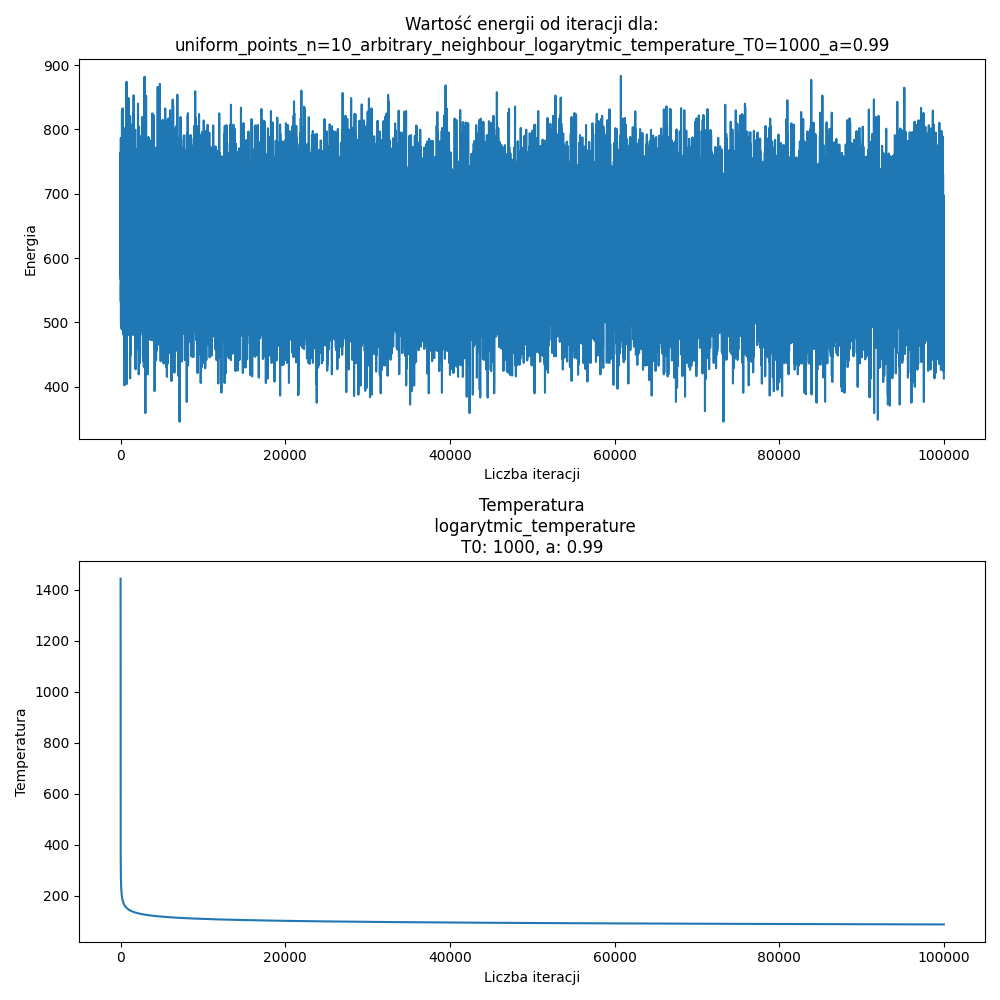 Wartość energii od iteracji dla:
uniform_points_n=10_arbitrary_neighbour_logarytmic_temperature_T0=1000_a=0.99
900
800
700
600
500
400
Energia
0 20000 40000 60000 80000 100000
Liczba iteracji
Temperatura
logarytmic_temperature
T0: 1000, a: 0.99
1400
1200
1000
800
600
400
200
Temperatura
0 20000 40000 60000 80000 100000
Liczba iteracji